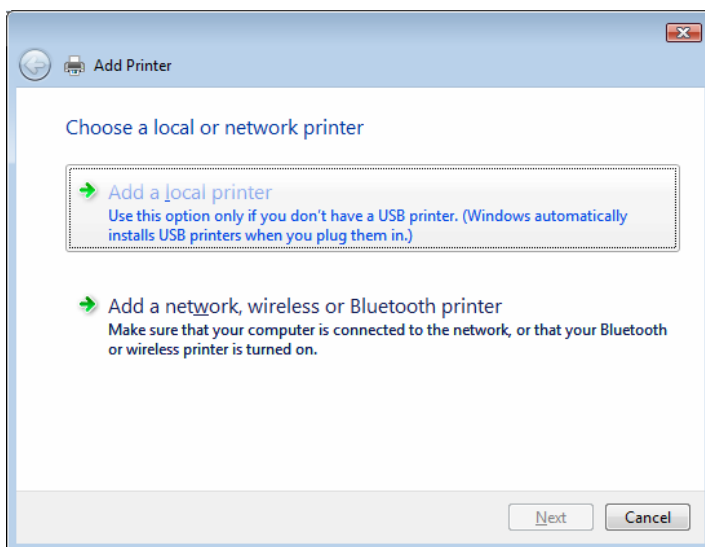 Add Printer
Choose a local or network printer
Add a local printer
Use this option only if you don't have a USB printer. (Windows automatically
installs USB printers when you plug them in.)
Add a network, wireless or Bluetooth printer
Make sure that your computer is connected to the network, or that your Bluetooth
or wireless printer is turned on.
Next Cancel